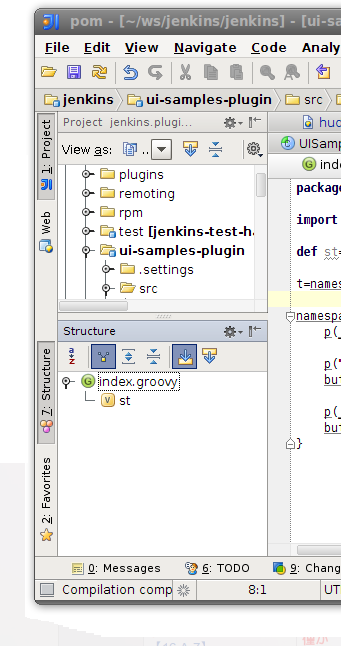 pom - [~/ws/jenkins/jenkins] - [ui-s
File Edit View Navigate Code Analy
jenkins ui-samples-plugin src
1: Project
Web
7: Structure
2: Favorites
Project jenkins.plugi...
View as: ..
plugins
remoting
rpm
test [jenkins-test-ha
ui-samples-plugin
.settings
src
Structure
index.groovy
st
UISamp
inde
package
import
def st=
t=names
namespa
p(
p("
but
p(
but
}
0: Messages 6: TODO 9: Chang
Compilation comp 8:1 UT